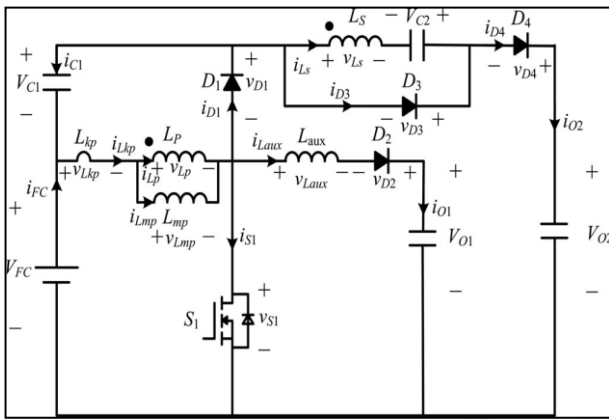 L_S − V_C2 + i_D4 D_4
+ i_C1 + i_Ls + v_Ls − − v_D4 +
V_C1 D_1 v_D1 i_D3 D_3
− i_D1 − − v_D3 + i_O2
L_kp i_Lkp L_P i_Laux L_aux D_2
+ v_Lkp − i_Lp + v_Lp − + v_Laux − − v_D2 + + +
i_FC i_Lmp L_mp i_O1
+ + v_Lmp − i_S1 V_O1 V_O2
V_FC + − −
− S_1 v_S1
−